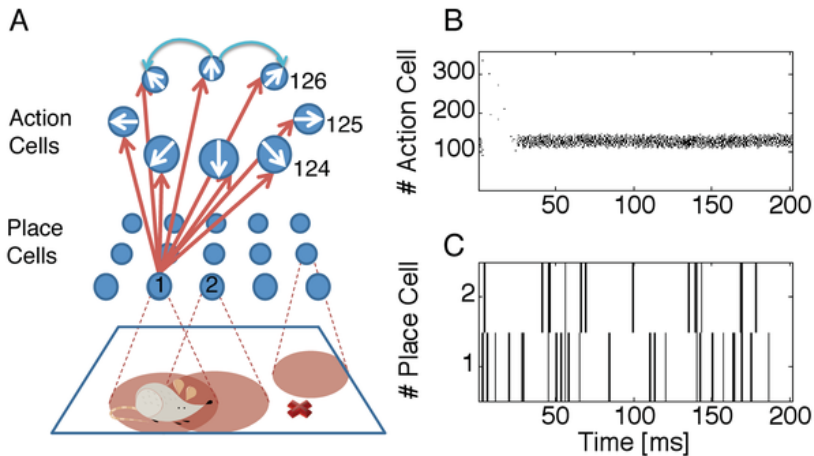 A
Action
Cells
126
125
124
Place
Cells
1
2
B
# Action Cell
300
200
100
50
100
150
200
C
# Place Cell
2
1
50
100
150
200
Time [ms]